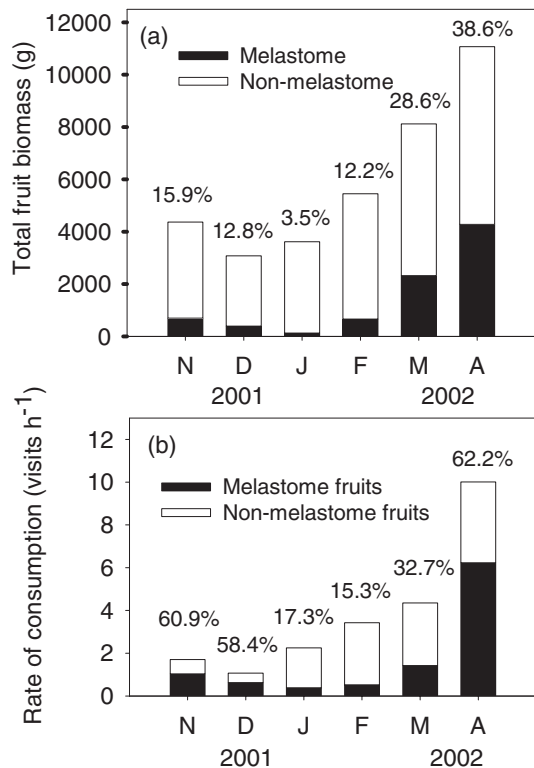 (a)
Melastome
Non-melastome
Total fruit biomass (g)
12000
10000
8000
6000
4000
2000
0
15.9%
12.8%
3.5%
12.2%
28.6%
38.6%
N D J F M A
2001 2002
(b)
Melastome fruits
Non-melastome fruits
Rate of consumption (visits h⁻¹)
12
10
8
6
4
2
0
60.9%
58.4%
17.3%
15.3%
32.7%
62.2%
N D J F M A
2001 2002